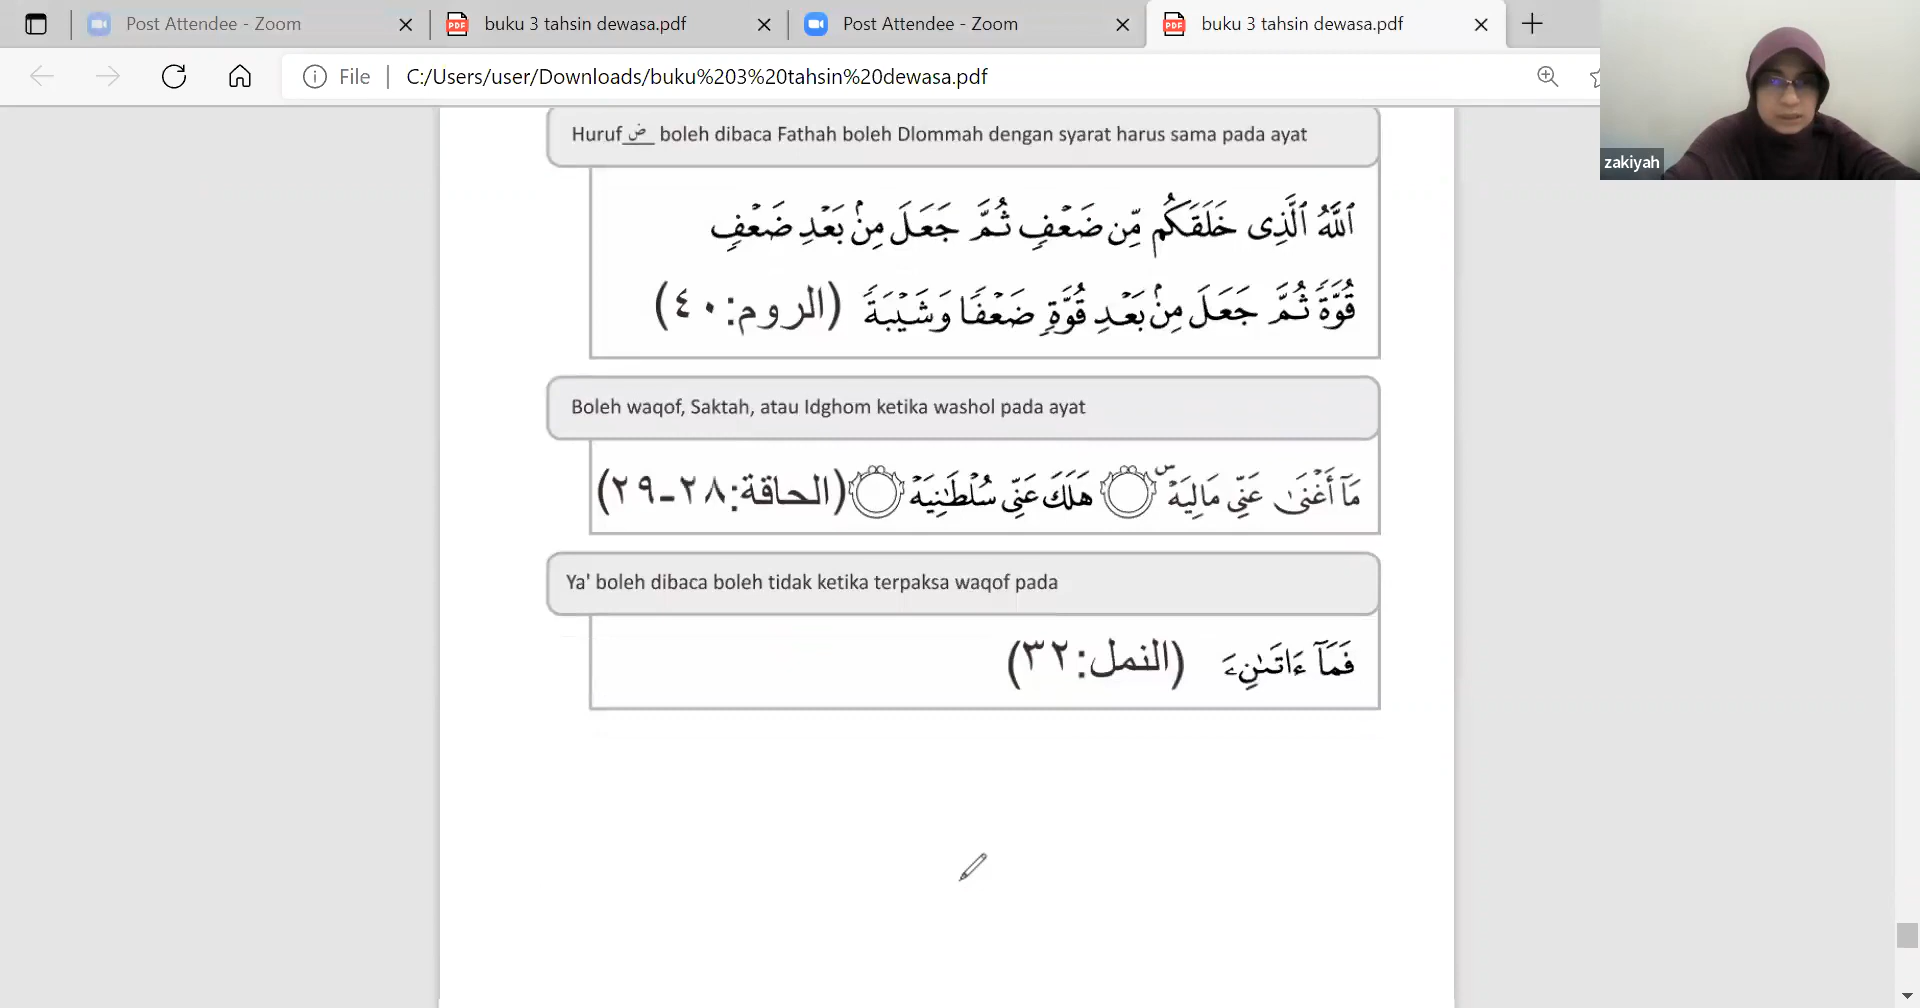 Post Attendee - Zoom
buku 3 tahsin dewasa.pdf
Post Attendee - Zoom
buku 3 tahsin dewasa.pdf
File
C:/Users/user/Downloads/buku%203%20tahsin%20dewasa.pdf
zakiyah
Huruf ض boleh dibaca Fathah boleh Dlommah dengan syarat harus sama pada ayat
ٱللَّهُ ٱلَّذِى خَلَقَكُم مِّن ضَعْفٍ ثُمَّ جَعَلَ مِنۢ بَعْدِ ضَعْفٍ
قُوَّةً ثُمَّ جَعَلَ مِنۢ بَعْدِ قُوَّةٍ ضَعْفًا وَشَيْبَةً (الروم:٤٠)
Boleh waqof, Saktah, atau Idghom ketika washol pada ayat
مَآ أَغْنَىٰ عَنِّى مَالِيَهْ ۜ هَلَكَ عَنِّى سُلْطَٰنِيَهْ (الحاقة:٢٨-٢٩)
Ya' boleh dibaca boleh tidak ketika terpaksa waqof pada
فَمَآ ءَاتَىٰنِۦَ (النمل:٣٢)